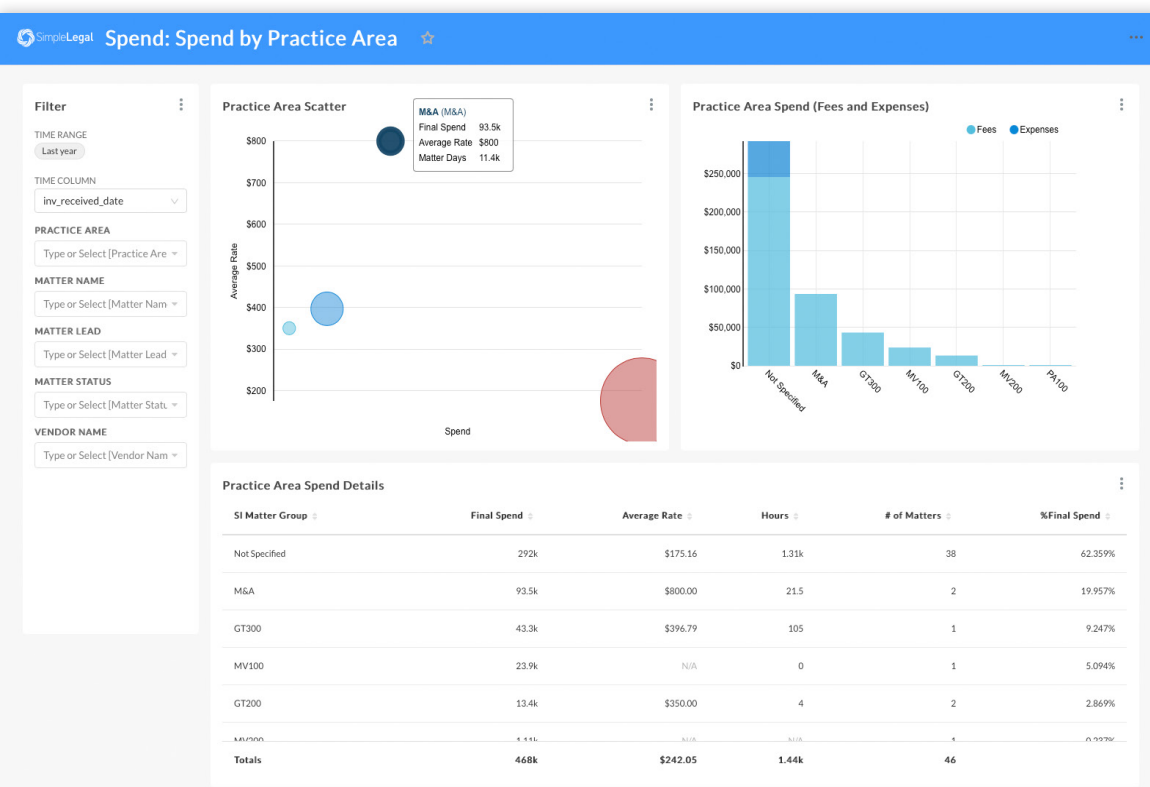 SimpleLegal Spend: Spend by Practice Area
Filter
TIME RANGE
Last year
TIME COLUMN
inv_received_date
PRACTICE AREA
Type or Select [Practice Are
MATTER NAME
Type or Select [Matter Nam
MATTER LEAD
Type or Select [Matter Lead
MATTER STATUS
Type or Select [Matter Statu
VENDOR NAME
Type or Select [Vendor Nam
Practice Area Scatter
M&A (M&A)
Final Spend 93.5k
Average Rate $800
Matter Days 11.4k
$800
$700
$600
$500
$400
$300
$200
Average Rate
Spend
Practice Area Spend (Fees and Expenses)
Fees Expenses
$250,000
$200,000
$150,000
$100,000
$50,000
$0
Not Specified M&A GT300 MV100 GT200 MV200 PA100
Practice Area Spend Details
SI Matter Group Final Spend Average Rate Hours # of Matters %Final Spend
Not Specified 292k $175.16 1.31k 38 62.359%
M&A 93.5k $800.00 21.5 2 19.957%
GT300 43.3k $396.79 105 1 9.247%
MV100 23.9k N/A 0 1 5.094%
GT200 13.4k $350.00 4 2 2.869%
MV200 1.11k N/A N/A 1 0.237%
Totals 468k $242.05 1.44k 46